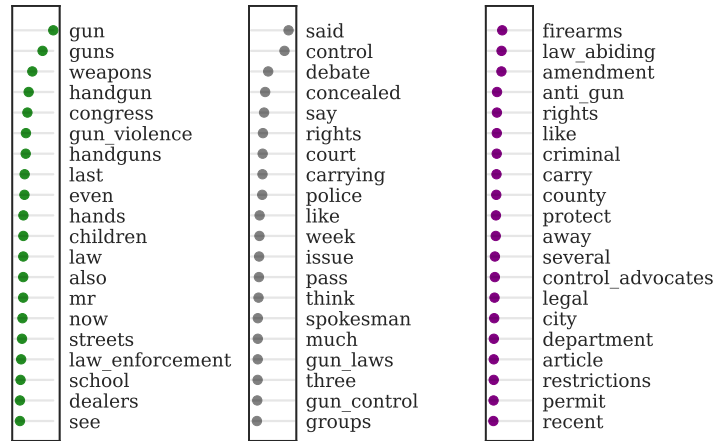 gun
guns
weapons
handgun
congress
gun_violence
handguns
last
even
hands
children
law
also
mr
now
streets
law_enforcement
school
dealers
see
said
control
debate
concealed
say
rights
court
carrying
police
like
week
issue
pass
think
spokesman
much
gun_laws
three
gun_control
groups
firearms
law_abiding
amendment
anti_gun
rights
like
criminal
carry
county
protect
away
several
control_advocates
legal
city
department
article
restrictions
permit
recent